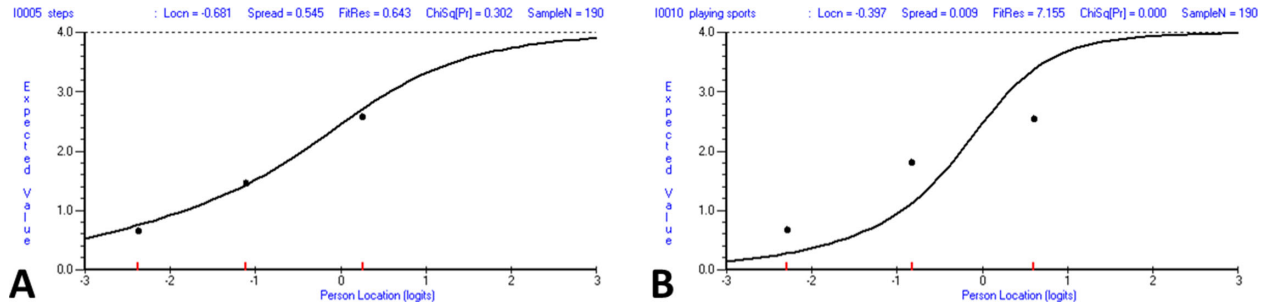 I0005 steps : Locn = -0.681 Spread = 0.545 FitRes = 0.643 ChiSq[Pr] = 0.302 SampleN = 190
4.0
3.0
2.0
1.0
0.0
Expected Value
-3 -2 -1 0 1 2 3
Person Location (logits)
A
I0010 playing sports : Locn = -0.397 Spread = 0.009 FitRes = 7.155 ChiSq[Pr] = 0.000 SampleN = 190
4.0
3.0
2.0
1.0
0.0
Expected Value
-3 -2 -1 0 1 2 3
Person Location (logits)
B